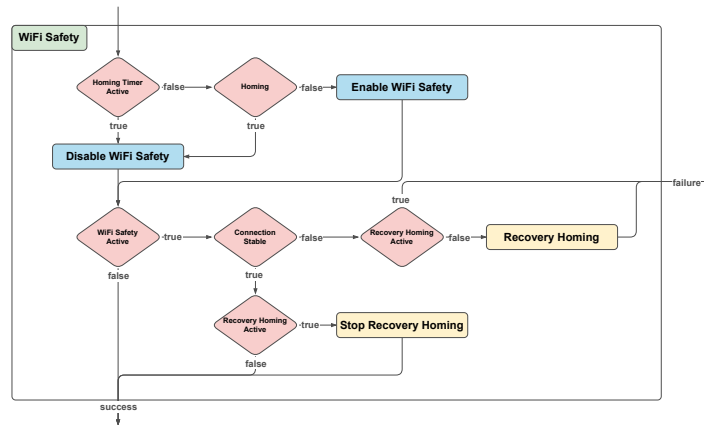 WiFi Safety
Homing Timer
Active
false
Homing
false
Enable WiFi Safety
true
true
Disable WiFi Safety
failure
true
WiFi Safety
Active
true
Connection
Stable
false
Recovery Homing
Active
false
Recovery Homing
false
true
Recovery Homing
Active
true
Stop Recovery Homing
false
success